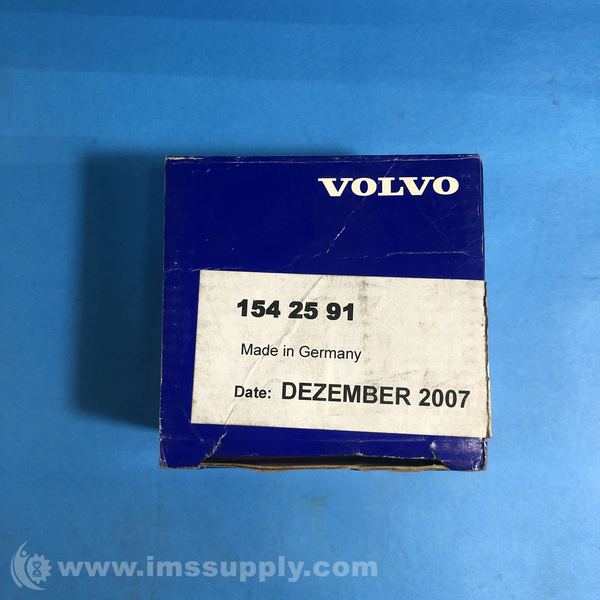 VOLVO
154 25 91
Made in Germany
Date: DEZEMBER 2007
www.imssupply.com